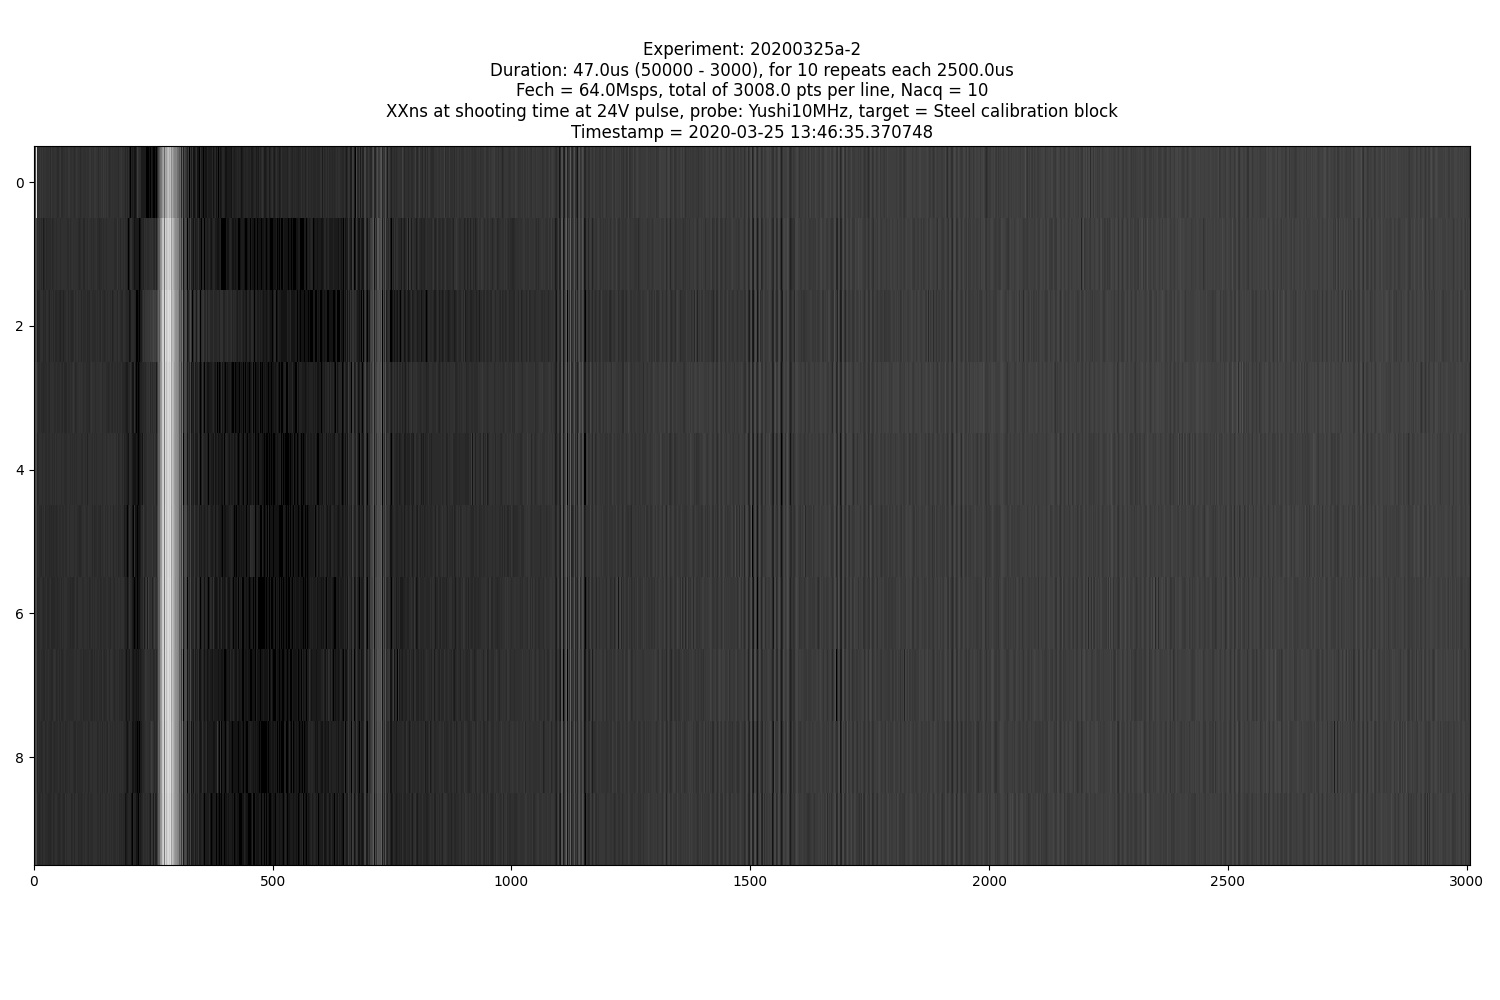 Experiment: 20200325a-2
Duration: 47.0us (50000 - 3000), for 10 repeats each 2500.0us
Fech = 64.0Msps, total of 3008.0 pts per line, Nacq = 10
XXns at shooting time at 24V pulse, probe: Yushi10MHz, target = Steel calibration block
Timestamp = 2020-03-25 13:46:35.370748
0
2
4
6
8
0 500 1000 1500 2000 2500 3000